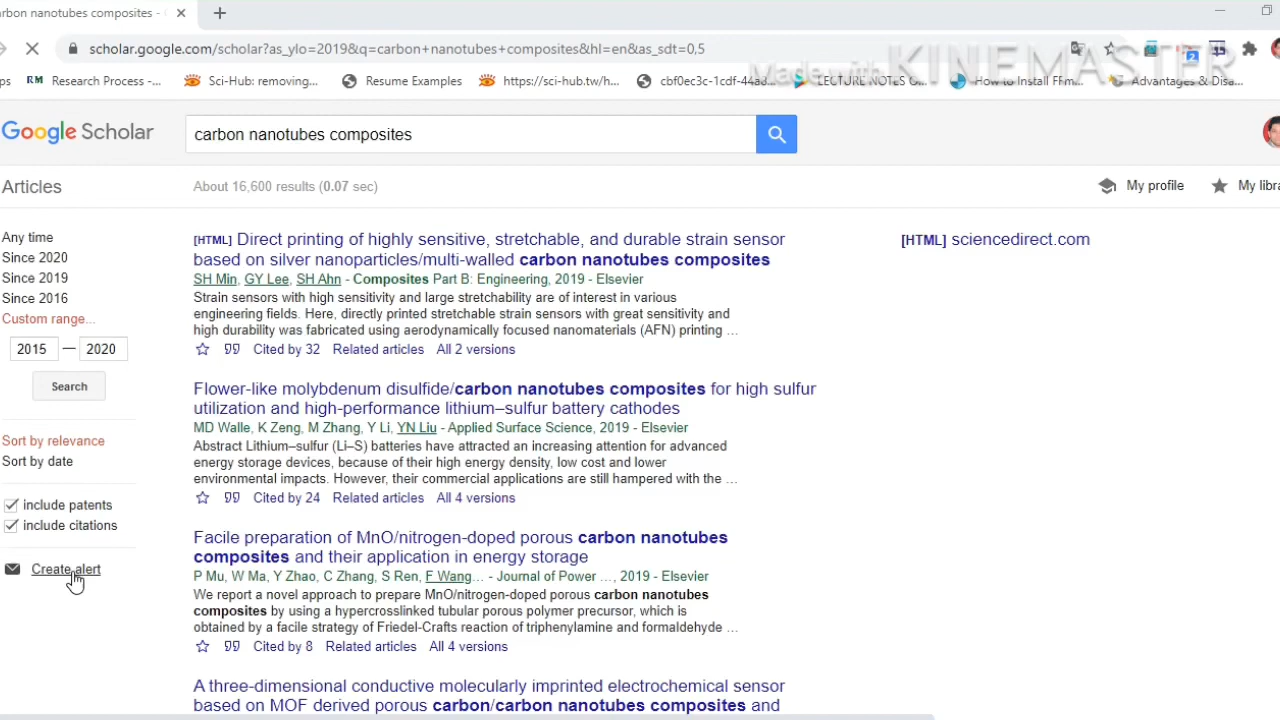 arbon nanotubes composites -
scholar.google.com/scholar?as_ylo=2019&q=carbon+nanotubes+composites&hl=en&as_sdt=0,5
Made with KINEMASTER
ps RM Research Process -... Sci-Hub: removing... Resume Examples https://sci-hub.tw/h... cbf0ec3c-1cdf-44ad... LECTURE NOTES O... How to Install FFm... Advantages & Disa...
Google Scholar
carbon nanotubes composites
Articles
About 16,600 results (0.07 sec)
My profile
My libra
Any time
Since 2020
Since 2019
Since 2016
Custom range...
2015 — 2020
Search
Sort by relevance
Sort by date
include patents
include citations
Create alert
[HTML] Direct printing of highly sensitive, stretchable, and durable strain sensor
based on silver nanoparticles/multi-walled carbon nanotubes composites
SH Min, GY Lee, SH Ahn - Composites Part B: Engineering, 2019 - Elsevier
Strain sensors with high sensitivity and large stretchability are of interest in various
engineering fields. Here, directly printed stretchable strain sensors with great sensitivity and
high durability was fabricated using aerodynamically focused nanomaterials (AFN) printing ...
Cited by 32 Related articles All 2 versions
[HTML] sciencedirect.com
Flower-like molybdenum disulfide/carbon nanotubes composites for high sulfur
utilization and high-performance lithium–sulfur battery cathodes
MD Walle, K Zeng, M Zhang, Y Li, YN Liu - Applied Surface Science, 2019 - Elsevier
Abstract Lithium–sulfur (Li–S) batteries have attracted an increasing attention for advanced
energy storage devices, because of their high energy density, low cost and lower
environmental impacts. However, their commercial applications are still hampered with the ...
Cited by 24 Related articles All 4 versions
Facile preparation of MnO/nitrogen-doped porous carbon nanotubes
composites and their application in energy storage
P Mu, W Ma, Y Zhao, C Zhang, S Ren, F Wang... - Journal of Power ..., 2019 - Elsevier
We report a novel approach to prepare MnO/nitrogen-doped porous carbon nanotubes
composites by using a hypercrosslinked tubular porous polymer precursor, which is
obtained by a facile strategy of Friedel-Crafts reaction of triphenylamine and formaldehyde ...
Cited by 8 Related articles All 4 versions
A three-dimensional conductive molecularly imprinted electrochemical sensor
based on MOF derived porous carbon/carbon nanotubes composites and